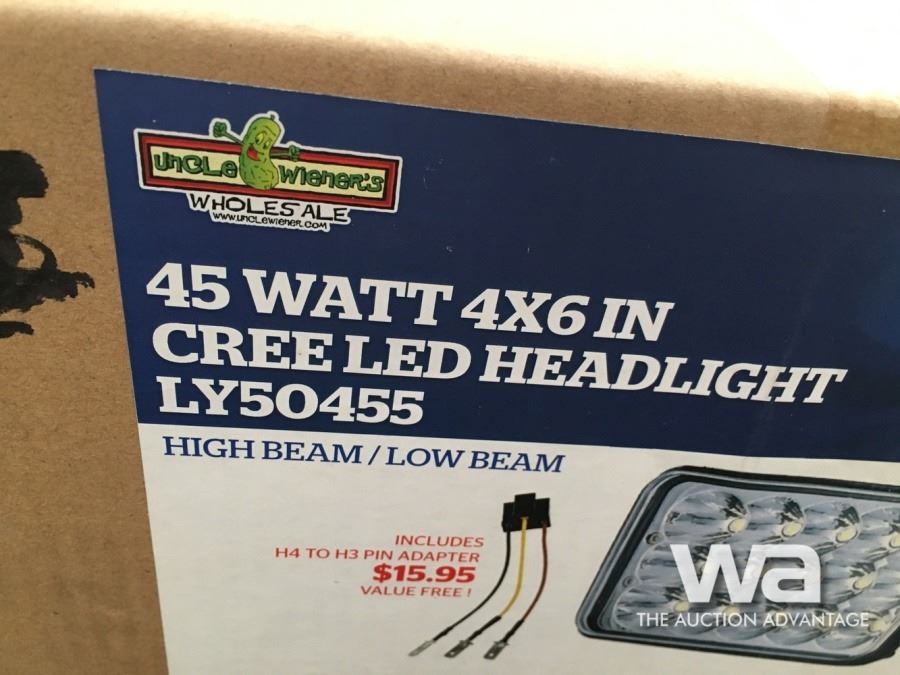 UNCLE WIENER'S
WHOLESALE
WWW.UNCLEWIENER.COM
45 WATT 4X6 IN
CREE LED HEADLIGHT
LY50455
HIGH BEAM / LOW BEAM
INCLUDES
H4 TO H3 PIN ADAPTER
$15.95
VALUE FREE !
wa
THE AUCTION ADVANTAGE